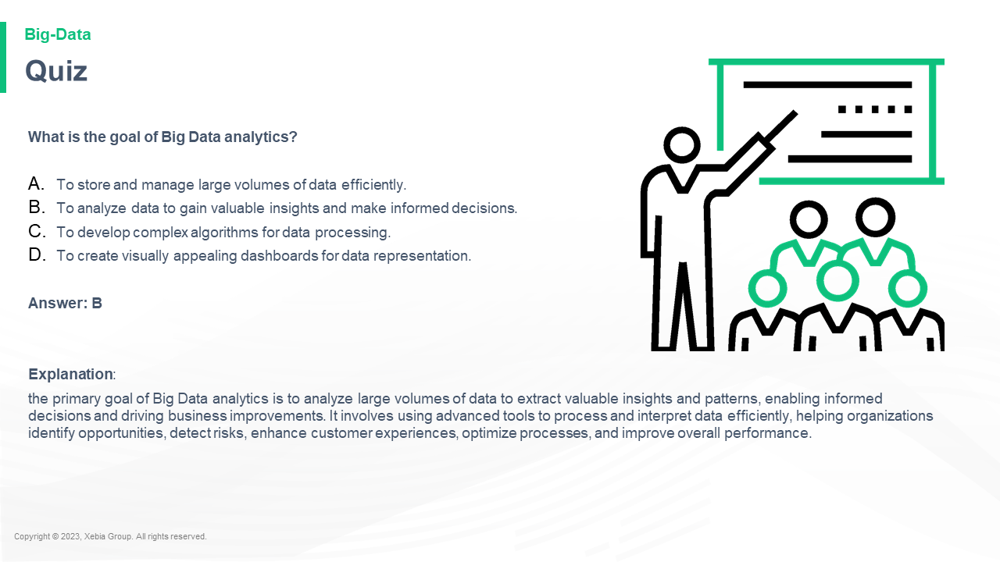 Big-Data
Quiz
What is the goal of Big Data analytics?
A. To store and manage large volumes of data efficiently.
B. To analyze data to gain valuable insights and make informed decisions.
C. To develop complex algorithms for data processing.
D. To create visually appealing dashboards for data representation.
Answer: B
Explanation:
the primary goal of Big Data analytics is to analyze large volumes of data to extract valuable insights and patterns, enabling informed
decisions and driving business improvements. It involves using advanced tools to process and interpret data efficiently, helping organizations
identify opportunities, detect risks, enhance customer experiences, optimize processes, and improve overall performance.
Copyright © 2023, Xebia Group. All rights reserved.